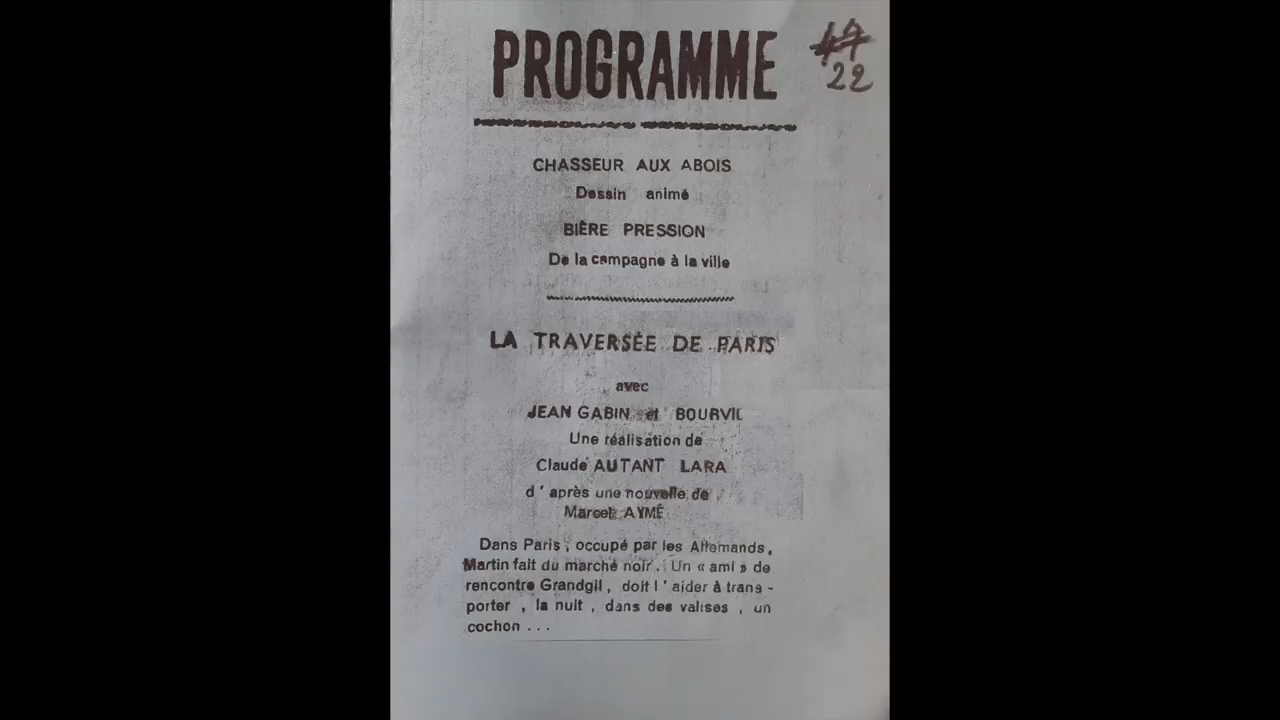 PROGRAMME
47
22
CHASSEUR AUX ABOIS
Dessin animé
BIÈRE PRESSION
De la campagne à la ville
LA TRAVERSÉE DE PARIS
avec
JEAN GABIN et BOURVIL
Une réalisation de
Claude AUTANT LARA
d'après une nouvelle de
Marcel AYMÉ
Dans Paris, occupé par les Allemands,
Martin fait du marché noir. Un « ami » de
rencontre Grandgil, doit l'aider à trans-
porter, la nuit, dans des valises, un
cochon...